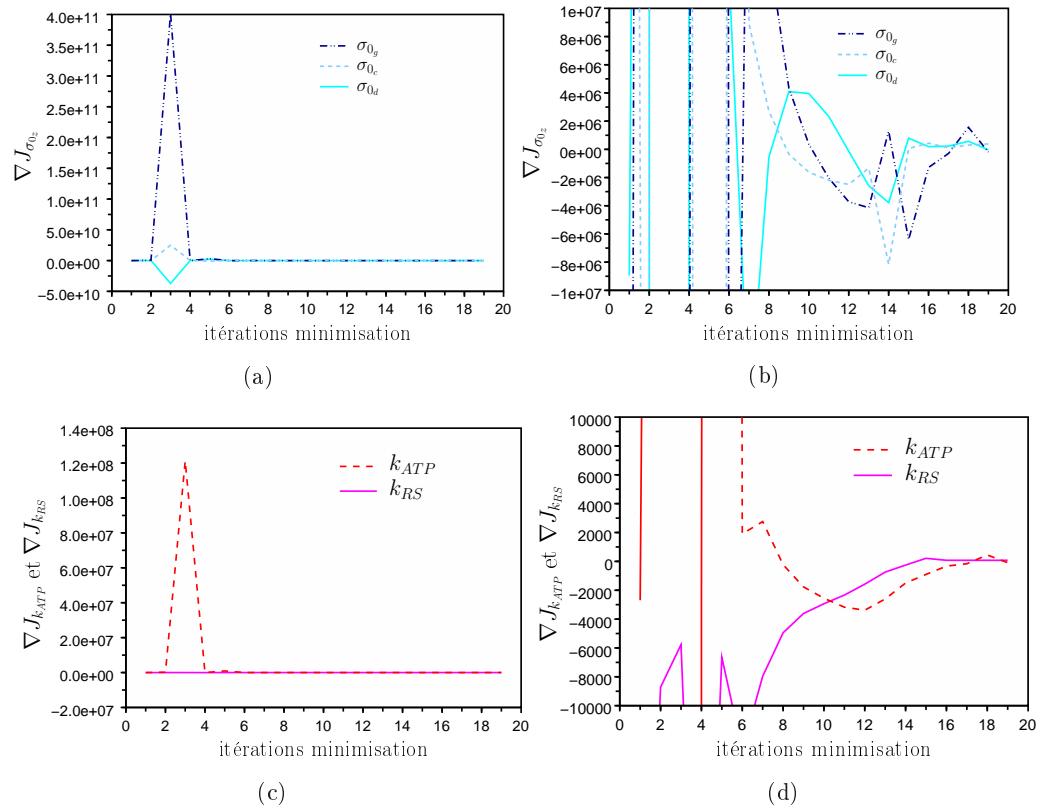 4.0e+11
3.5e+11
3.0e+11
2.5e+11
2.0e+11
1.5e+11
1.0e+11
5.0e+10
0.0e+00
−5.0e+10
0 2 4 6 8 10 12 14 16 18 20
∇J_{σ_{0_z}}
itérations minimisation
σ_{0_g}
σ_{0_c}
σ_{0_d}
(a)
1e+07
8e+06
6e+06
4e+06
2e+06
0e+00
−2e+06
−4e+06
−6e+06
−8e+06
−1e+07
0 2 4 6 8 10 12 14 16 18 20
∇J_{σ_{0_z}}
itérations minimisation
σ_{0_g}
σ_{0_c}
σ_{0_d}
(b)
1.4e+08
1.2e+08
1.0e+08
8.0e+07
6.0e+07
4.0e+07
2.0e+07
0.0e+00
−2.0e+07
0 2 4 6 8 10 12 14 16 18 20
∇J_{k_{ATP}} et ∇J_{k_{RS}}
itérations minimisation
k_{ATP}
k_{RS}
(c)
10000
8000
6000
4000
2000
0
−2000
−4000
−6000
−8000
−10000
0 2 4 6 8 10 12 14 16 18 20
∇J_{k_{ATP}} et ∇J_{k_{RS}}
itérations minimisation
k_{ATP}
k_{RS}
(d)